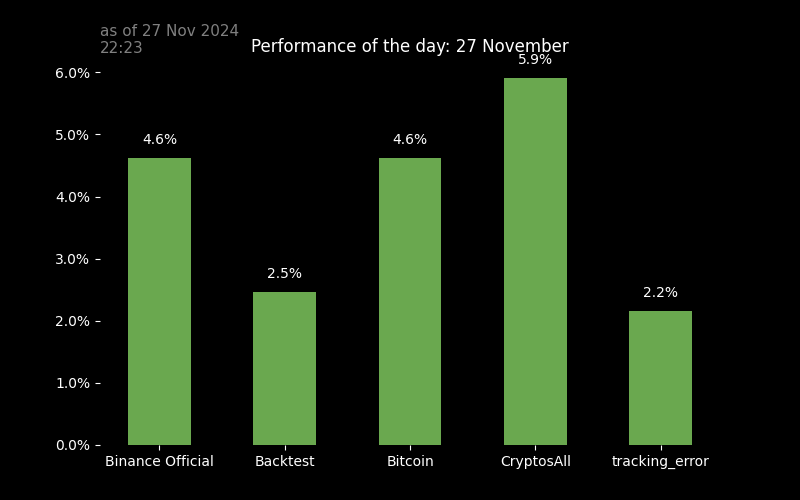 as of 27 Nov 2024
22:23
Performance of the day: 27 November
6.0%
5.0%
4.0%
3.0%
2.0%
1.0%
0.0%
4.6%
2.5%
4.6%
5.9%
2.2%
Binance Official
Backtest
Bitcoin
CryptosAll
tracking_error